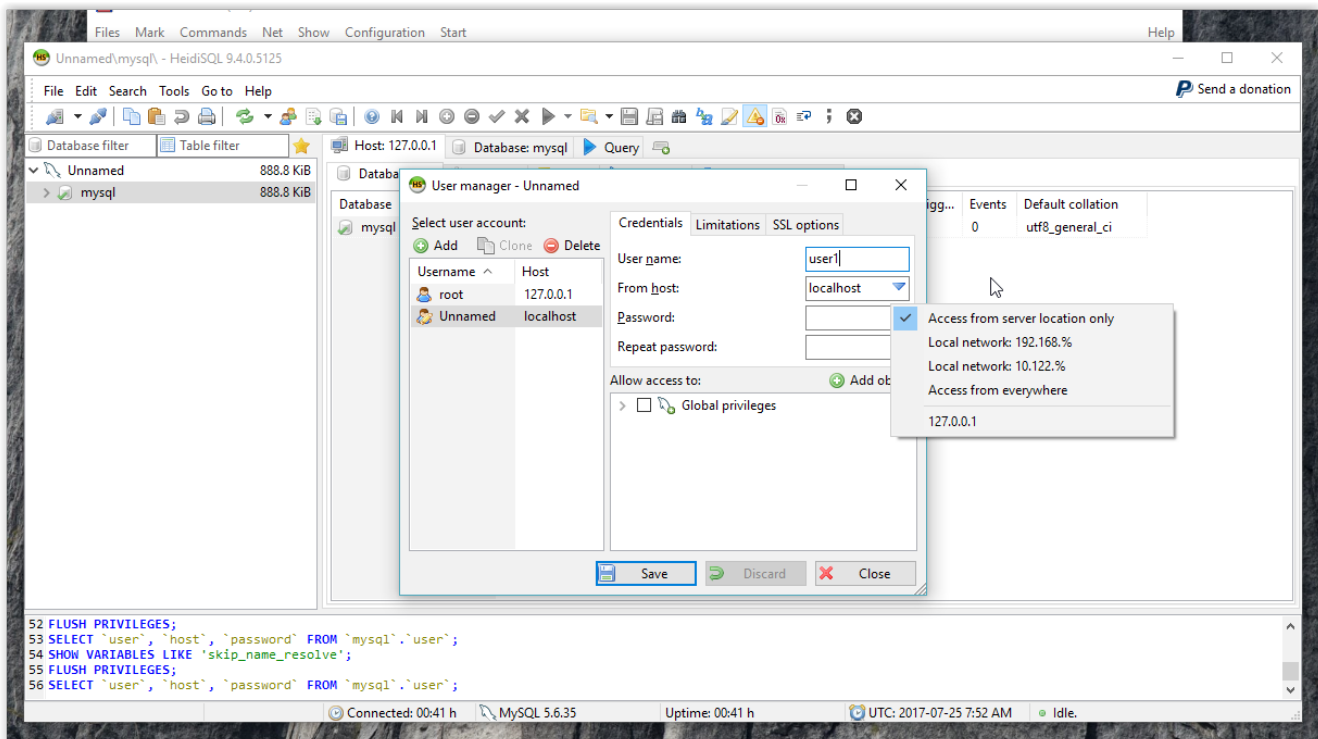 Files Mark Commands Net Show Configuration Start Help
Unnamed\mysql\ - HeidiSQL 9.4.0.5125
File Edit Search Tools Go to Help Send a donation
Database filter Table filter Host: 127.0.0.1 Database: mysql Query
Unnamed 888.8 KiB
mysql 888.8 KiB
Databa
Database igg... Events Default collation
mysql 0 utf8_general_ci
User manager - Unnamed
Select user account:
Add Clone Delete
Username Host
root 127.0.0.1
Unnamed localhost
Credentials Limitations SSL options
User name: user1
From host: localhost
Password:
Repeat password:
Allow access to: Add ob
Global privileges
Access from server location only
Local network: 192.168.%
Local network: 10.122.%
Access from everywhere
127.0.0.1
Save Discard Close
52 FLUSH PRIVILEGES;
53 SELECT `user`, `host`, `password` FROM `mysql`.`user`;
54 SHOW VARIABLES LIKE 'skip_name_resolve';
55 FLUSH PRIVILEGES;
56 SELECT `user`, `host`, `password` FROM `mysql`.`user`;
Connected: 00:41 h MySQL 5.6.35 Uptime: 00:41 h UTC: 2017-07-25 7:52 AM Idle.